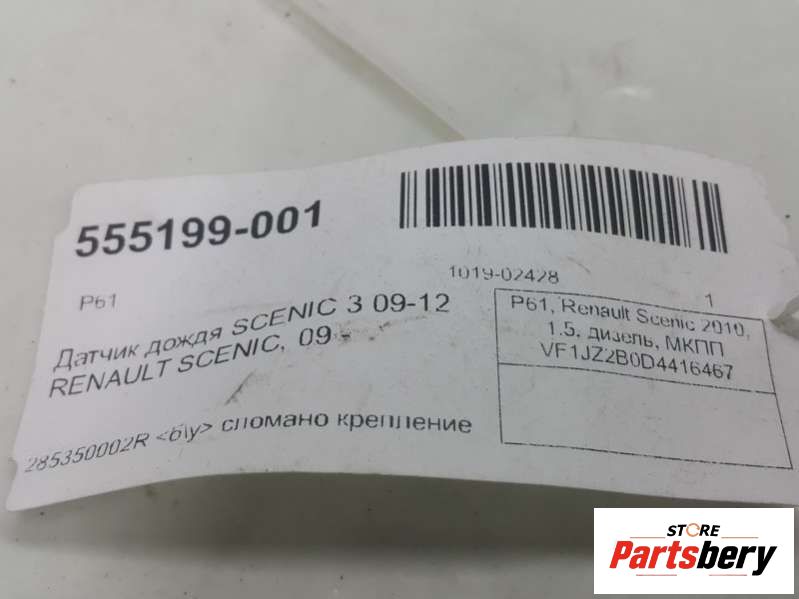 555199-001
1019-02428
1
P61
Датчик дождя SCENIC 3 09-12
RENAULT SCENIC, 09 -
285350002R <б\у> сломано крепление
P61, Renault Scenic 2010,
1.5, дизель, МКПП
VF1JZ2B0D4416467
STORE
Partsbery